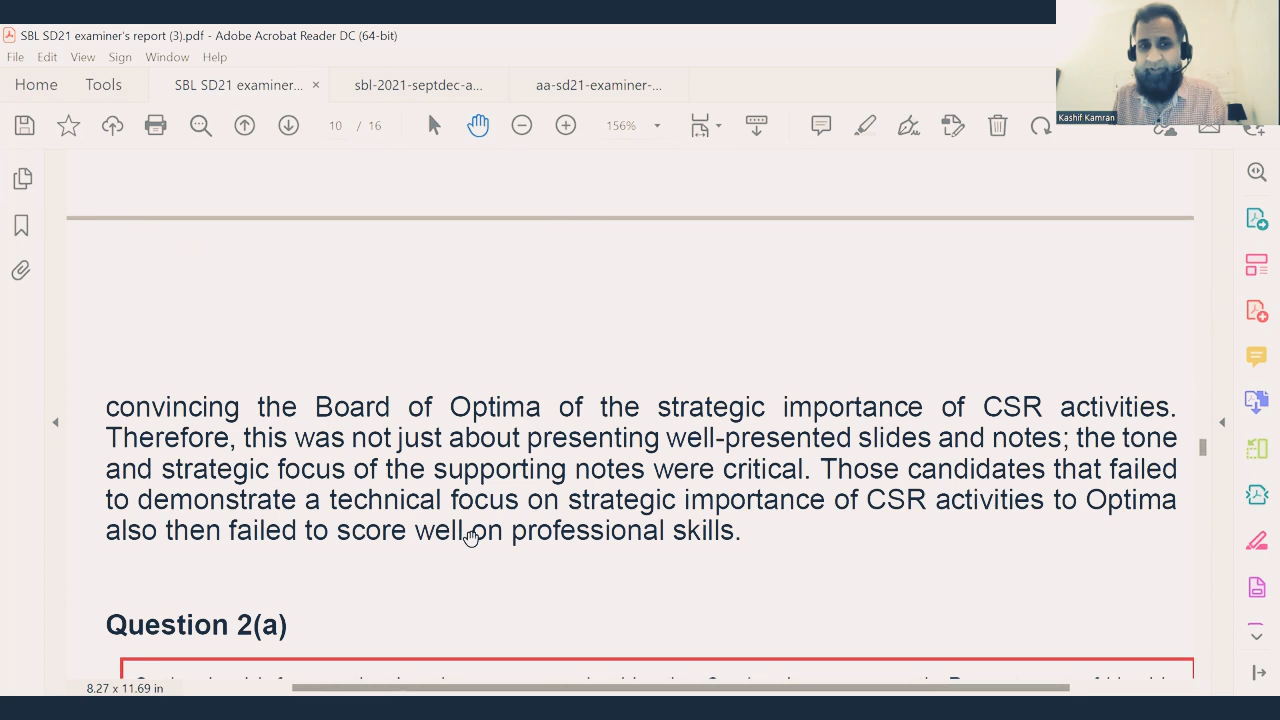 SBL SD21 examiner's report (3).pdf - Adobe Acrobat Reader DC (64-bit)
File Edit View Sign Window Help
Home Tools SBL SD21 examiner... × sbl-2021-septdec-a... aa-sd21-examiner-...
10 / 16 156%
Kashif Kamran
convincing the Board of Optima of the strategic importance of CSR activities.
Therefore, this was not just about presenting well-presented slides and notes; the tone
and strategic focus of the supporting notes were critical. Those candidates that failed
to demonstrate a technical focus on strategic importance of CSR activities to Optima
also then failed to score well on professional skills.
Question 2(a)
8.27 x 11.69 in